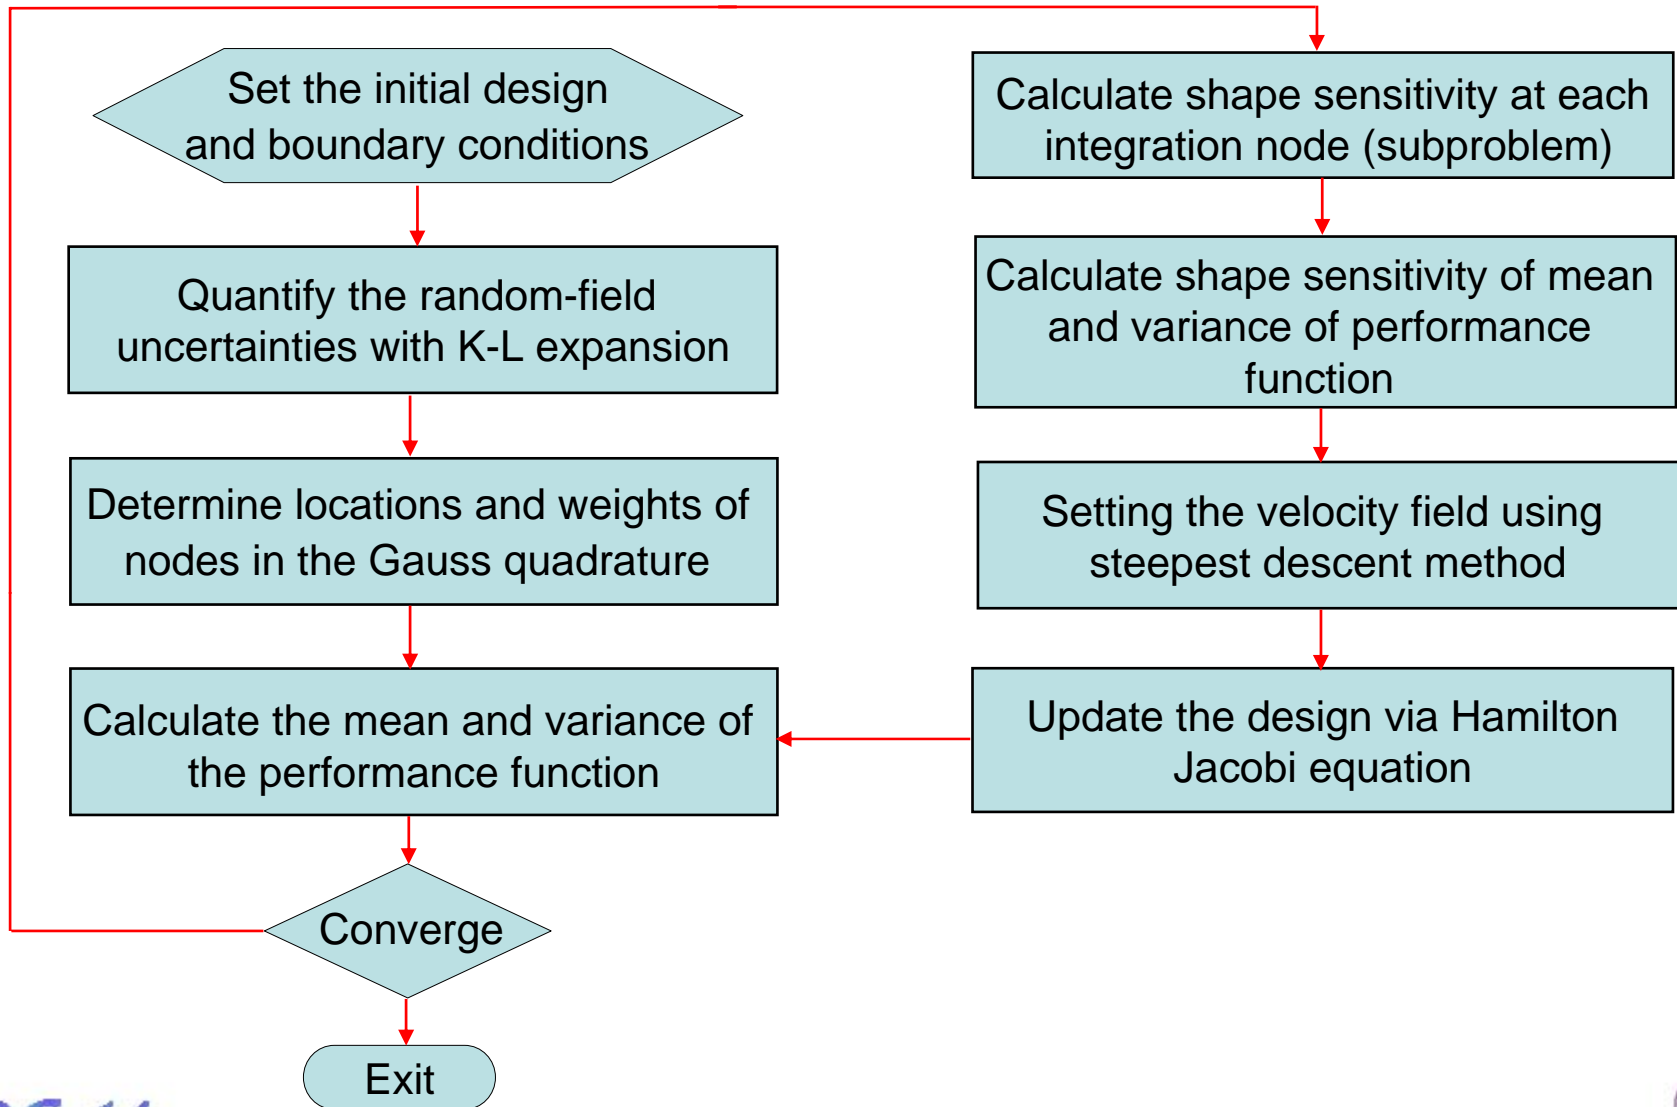 Set the initial design
and boundary conditions
Quantify the random-field
uncertainties with K-L expansion
Determine locations and weights of
nodes in the Gauss quadrature
Calculate the mean and variance of
the performance function
Converge
Exit
Calculate shape sensitivity at each
integration node (subproblem)
Calculate shape sensitivity of mean
and variance of performance
function
Setting the velocity field using
steepest descent method
Update the design via Hamilton
Jacobi equation